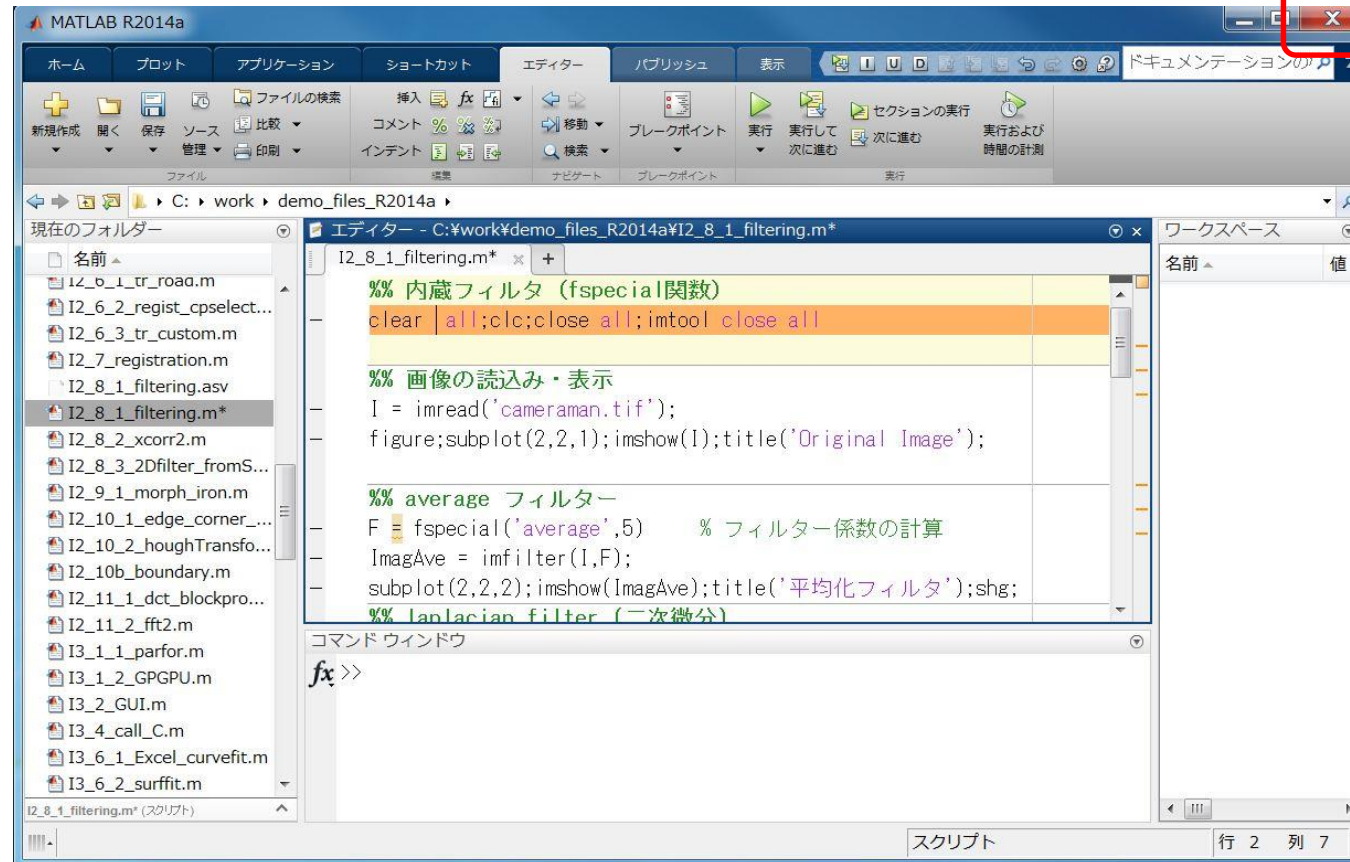 MATLAB R2014a
ホーム プロット アプリケーション ショートカット エディター パブリッシュ 表示 ドキュメンテーションの
新規作成 開く 保存 ソース管理 ファイルの検索 比較 印刷
ファイル
挿入 fx コメント インデント
編集
移動 検索
ナビゲート
ブレークポイント
ブレークポイント
実行 実行して次に進む セクションの実行 次に進む 実行および時間の計測
実行
C: work demo_files_R2014a
現在のフォルダー
名前
I2_6_1_tr_road.m
I2_6_2_regist_cpselect...
I2_6_3_tr_custom.m
I2_7_registration.m
I2_8_1_filtering.asv
I2_8_1_filtering.m*
I2_8_2_xcorr2.m
I2_8_3_2Dfilter_fromS...
I2_9_1_morph_iron.m
I2_10_1_edge_corner_...
I2_10_2_houghTransfo...
I2_10b_boundary.m
I2_11_1_dct_blockpro...
I2_11_2_fft2.m
I3_1_1_parfor.m
I3_1_2_GPGPU.m
I3_2_GUI.m
I3_4_call_C.m
I3_6_1_Excel_curvefit.m
I3_6_2_surffit.m
I2_8_1_filtering.m* (スクリプト)
エディター - C:¥work¥demo_files_R2014a¥I2_8_1_filtering.m*
I2_8_1_filtering.m*
%% 内蔵フィルタ (fspecial関数)
clear all;clc;close all;imtool close all
%% 画像の読込み・表示
I = imread('cameraman.tif');
figure;subplot(2,2,1);imshow(I);title('Original Image');
%% average フィルター
F = fspecial('average',5) % フィルター係数の計算
ImagAve = imfilter(I,F);
subplot(2,2,2);imshow(ImagAve);title('平均化フィルタ');shg;
%% laplacian filter (二次微分)
コマンド ウィンドウ
fx >>
ワークスペース
名前 値
スクリプト 行 2 列 7